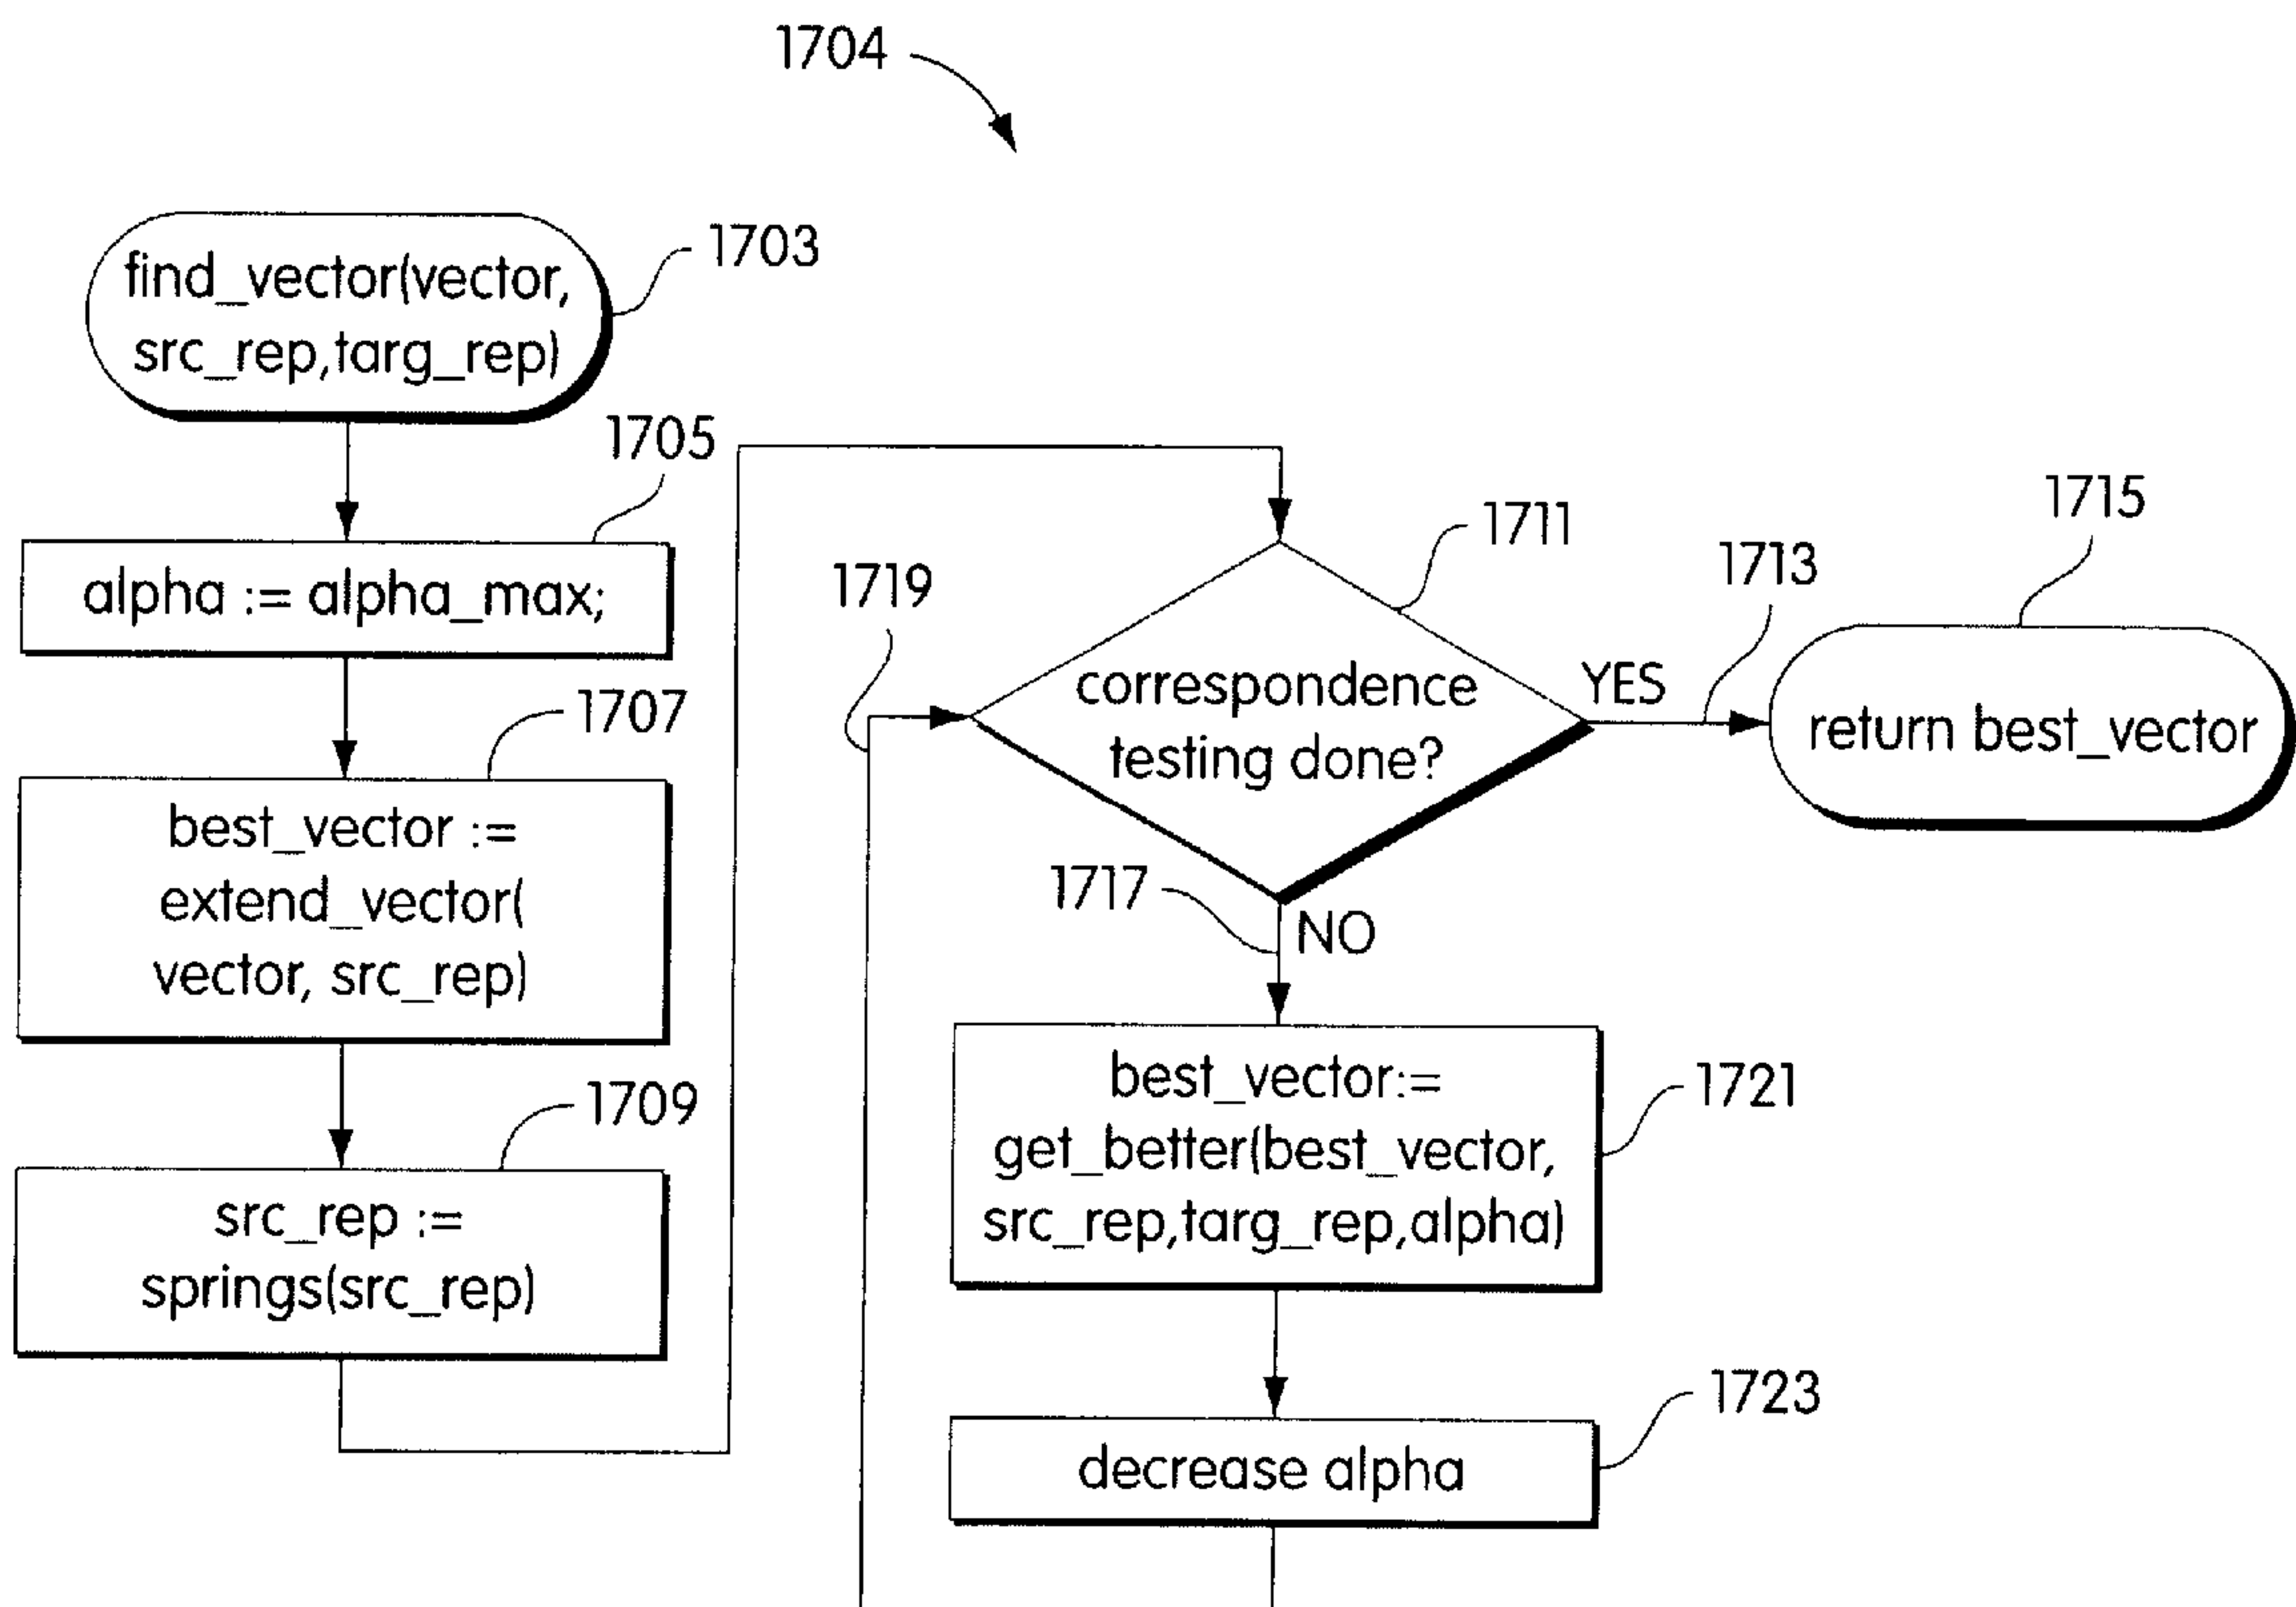 1704
find_vector(vector,
src_rep,targ_rep)
1703
1705
alpha := alpha_max;
1707
best_vector :=
extend_vector(
vector, src_rep)
1709
src_rep :=
springs(src_rep)
1711
1719
correspondence
testing done?
YES
1713
1715
return best_vector
1717
NO
best_vector:=
get_better(best_vector,
src_rep,targ_rep,alpha)
1721
1723
decrease alpha